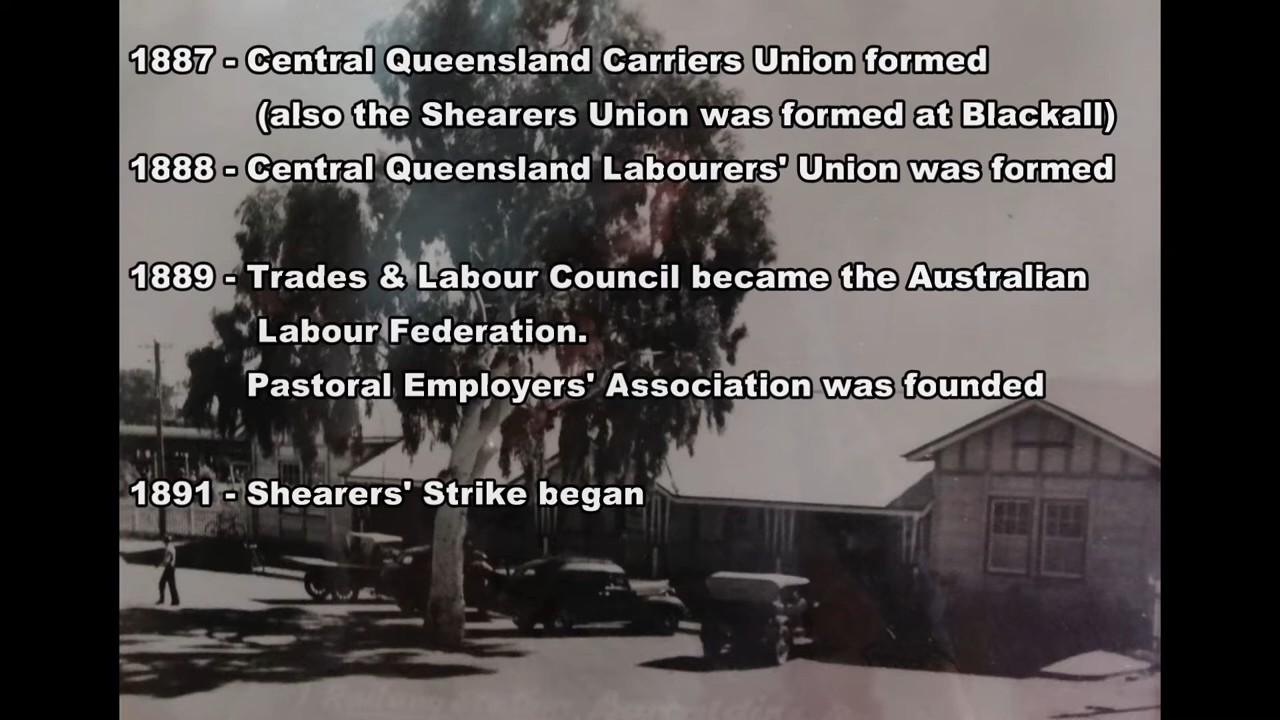 1887 - Central Queensland Carriers Union formed
(also the Shearers Union was formed at Blackall)
1888 - Central Queensland Labourers' Union was formed
1889 - Trades & Labour Council became the Australian
Labour Federation.
Pastoral Employers' Association was founded
1891 - Shearers' Strike began